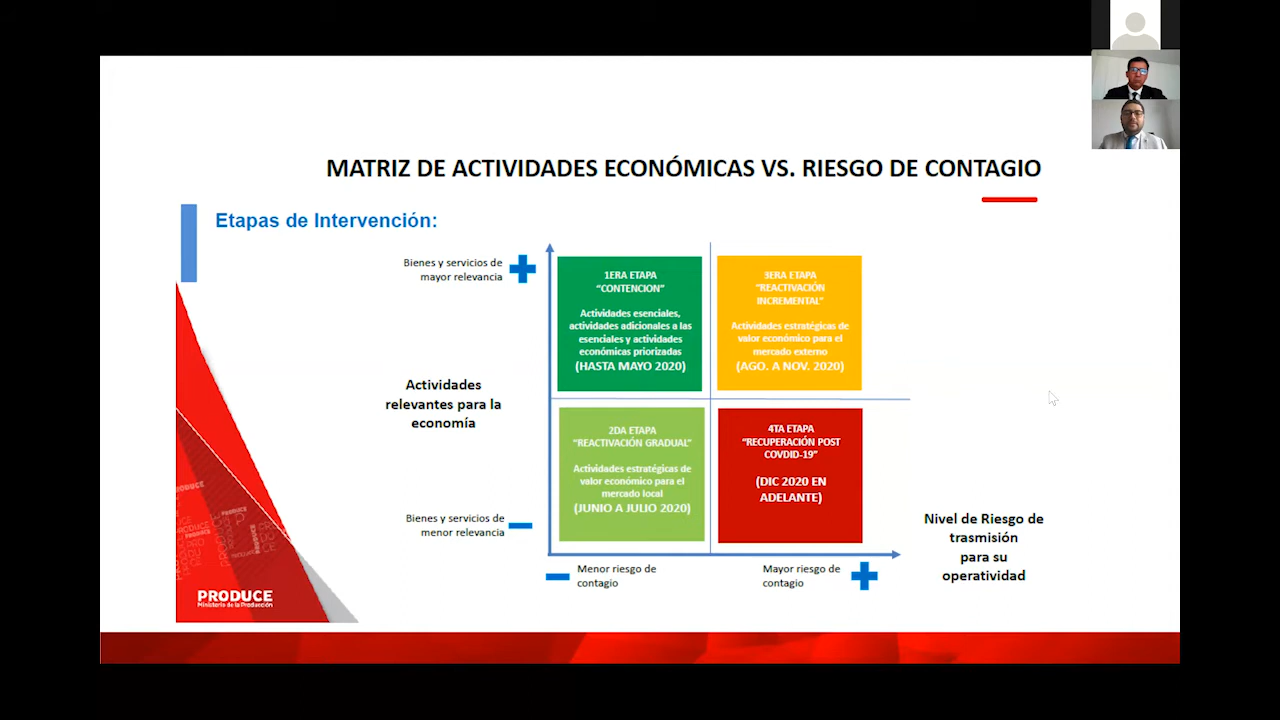 MATRIZ DE ACTIVIDADES ECONÓMICAS VS. RIESGO DE CONTAGIO
Etapas de Intervención:
Bienes y servicios de
mayor relevancia
1ERA ETAPA
“CONTENCION”
Actividades esenciales,
actividades adicionales a las
esenciales y actividades
económicas priorizadas
(HASTA MAYO 2020)
3ERA ETAPA
“REACTIVACIÓN
INCREMENTAL”
Actividades estratégicas de
valor económico para el
mercado externo
(AGO. A NOV. 2020)
Actividades
relevantes para la
economía
2DA ETAPA
“REACTIVACIÓN GRADUAL”
Actividades estratégicas de
valor económico para el
mercado local
(JUNIO A JULIO 2020)
4TA ETAPA
“RECUPERACIÓN POST
COVDID-19”
(DIC 2020 EN
ADELANTE)
Bienes y servicios de
menor relevancia
Nivel de Riesgo de
trasmisión
para su
operatividad
Menor riesgo de
contagio
Mayor riesgo de
contagio
PRODUCE
PRODUCE
PRODUCE
Ministerio de la Producción